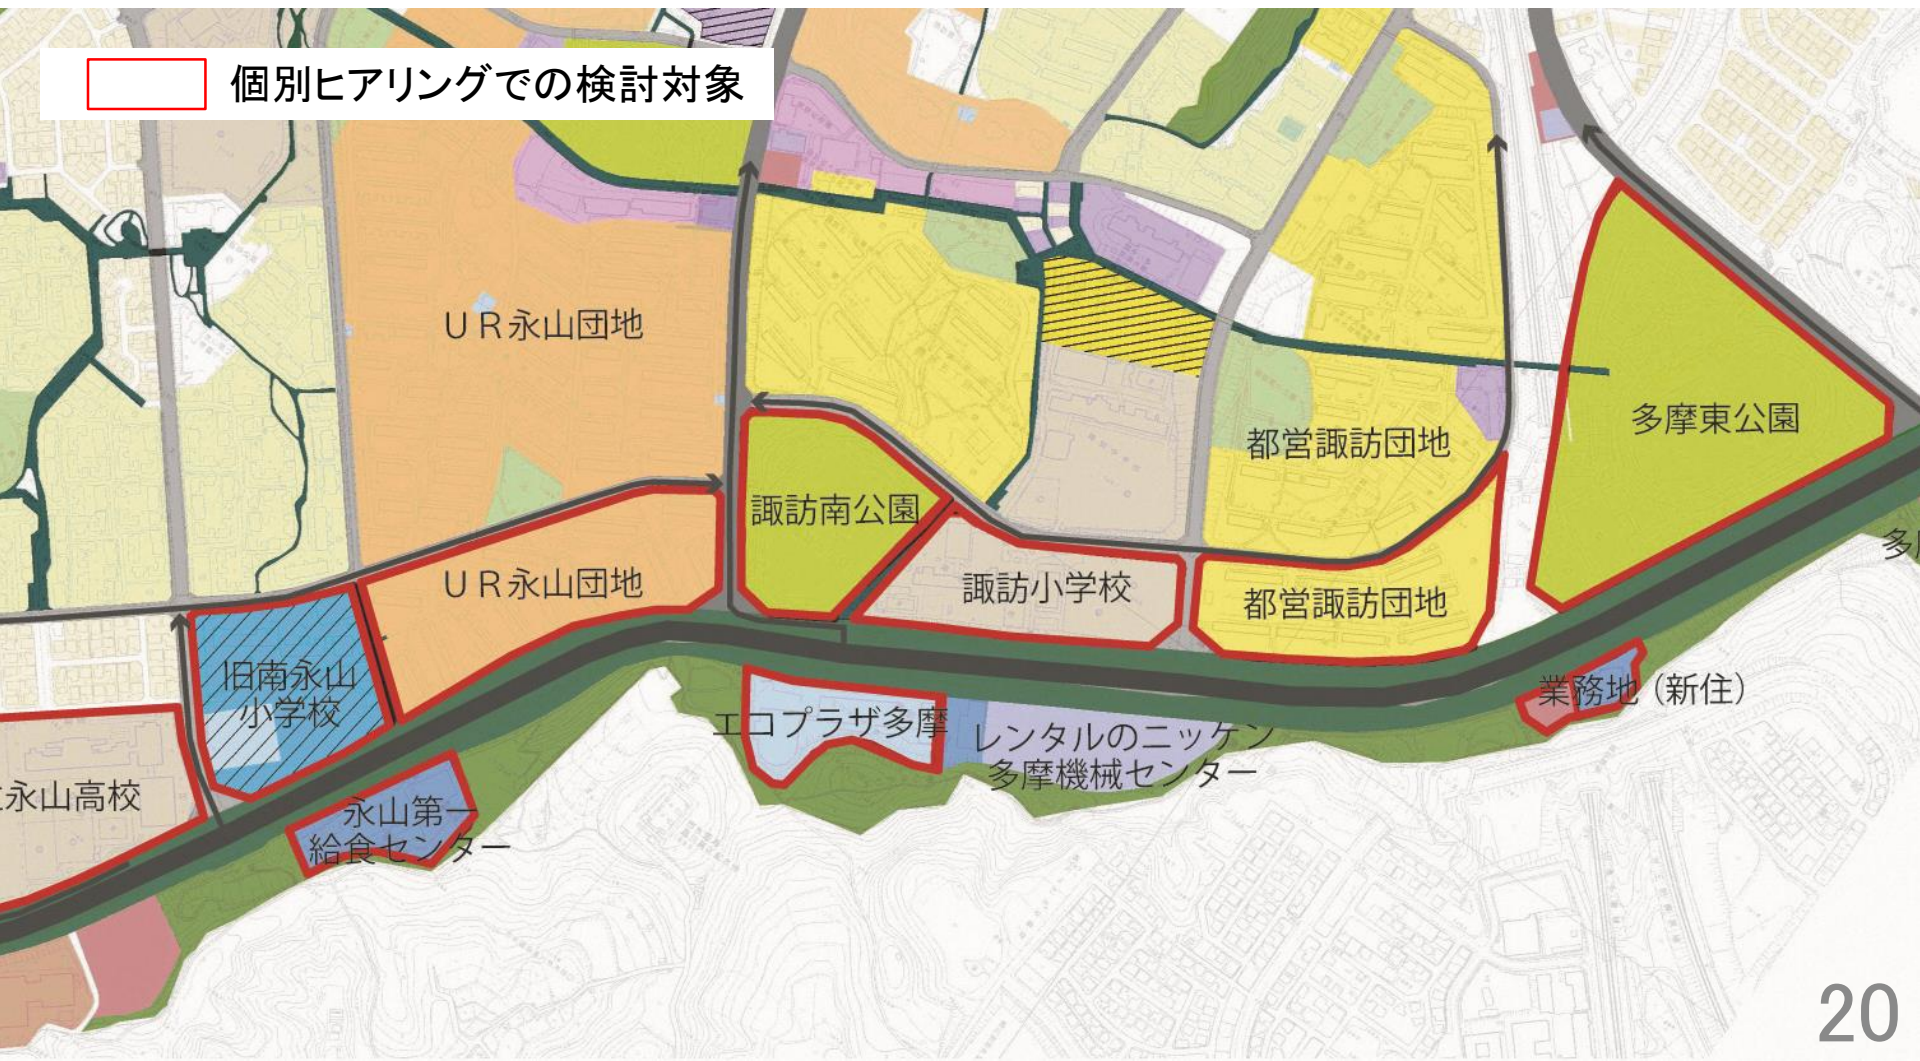 個別ヒアリングでの検討対象
UR永山団地
多摩東公園
都営諏訪団地
諏訪南公園
UR永山団地
諏訪小学校
都営諏訪団地
旧南永山
小学校
業務地（新住）
エコプラザ多摩
レンタルのニッケン
多摩機械センター
永山高校
永山第一
給食センター
多
20